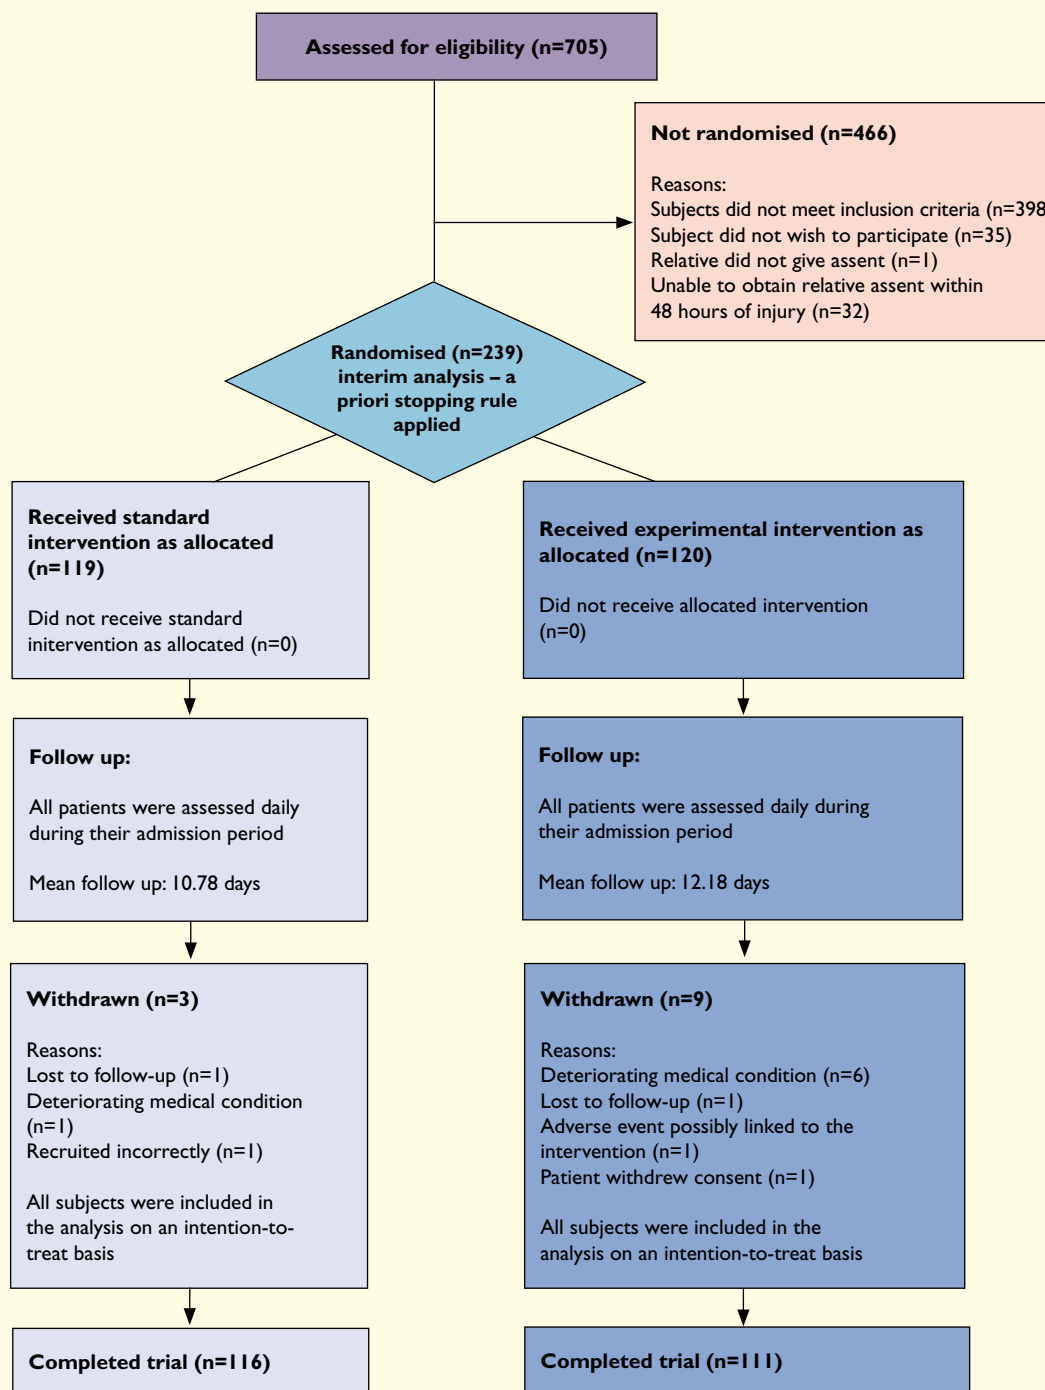 Assessed for eligibility (n=705)
Not randomised (n=466)
Reasons:
Subjects did not meet inclusion criteria (n=398
Subject did not wish to participate (n=35)
Relative did not give assent (n=1)
Unable to obtain relative assent within
48 hours of injury (n=32)
Randomised (n=239)
interim analysis – a
priori stopping rule
applied
Received standard
intervention as allocated
(n=119)
Did not receive standard
initervention as allocated (n=0)
Received experimental intervention as
allocated (n=120)
Did not receive allocated intervention
(n=0)
Follow up:
All patients were assessed daily
during their admission period
Mean follow up: 10.78 days
Follow up:
All patients were assessed daily during
their admission period
Mean follow up: 12.18 days
Withdrawn (n=3)
Reasons:
Lost to follow-up (n=1)
Deteriorating medical condition
(n=1)
Recruited incorrectly (n=1)
All subjects were included in
the analysis on an intention-to-
treat basis
Withdrawn (n=9)
Reasons:
Deteriorating medical condition (n=6)
Lost to follow-up (n=1)
Adverse event possibly linked to the
intervention (n=1)
Patient withdrew consent (n=1)
All subjects were included in the
analysis on an intention-to-treat basis
Completed trial (n=116)
Completed trial (n=111)